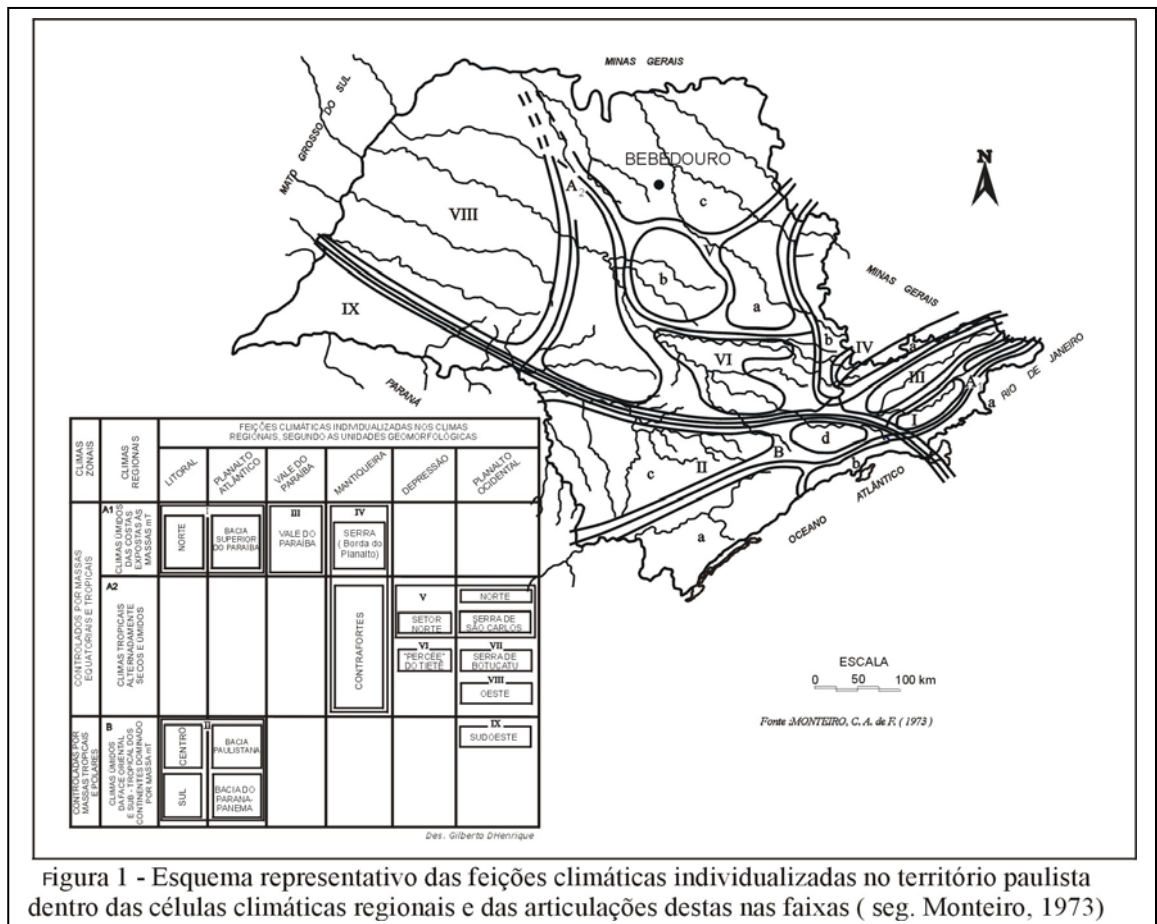 MINAS GERAIS
MATO GROSSO DO SUL
BEBEDOURO
N
A2
c
VIII
V
b
MINAS GERAIS
a
IX
b
IV
a
VI
III
RIO DE JANEIRO
A
a
PARANÁ
I
d
B
b
II
c
ATLÂNTICO
OCEANO
a
FEIÇÕES CLIMÁTICAS INDIVIDUALIZADAS NOS CLIMAS
REGIONAIS, SEGUNDO AS UNIDADES GEOMORFOLÓGICAS
CLIMAS
ZONAIS
CLIMAS
REGIONAIS
LITORAL
PLANALTO
ATLÂNTICO
VALE DO
PARAÍBA
MANTIQUEIRA
DEPRESSÃO
PLANALTO
OCIDENTAL
CONTROLADOS POR MASSAS
EQUATORIAIS E TROPICAIS
A1
CLIMAS ÚMIDOS
DAS COSTAS
EXPOSTAS ÀS
MASSAS mT
NORTE
BACIA
SUPERIOR
DO PARAÍBA
III
VALE DO
PARAÍBA
IV
SERRA
( Borda do
Planalto)
A2
CLIMAS TROPICAIS
ALTERNADAMENTE
SECOS E ÚMIDOS
CONTRAFORTES
V
SETOR
NORTE
VI
"PERCÉE"
DO TIETÊ
NORTE
SERRA DE
SÃO CARLOS
VII
SERRA DE
BOTUCATU
VIII
OESTE
CONTROLADAS POR
MASSAS TROPICAIS
E POLARES
B
CLIMAS ÚMIDOS
DA FACE ORIENTAL
E SUB - TROPICAL DOS
CONTINENTES DOMINADO
POR MASSA mT
II
CENTRO
BACIA
PAULISTANA
SUL
BACIA DO
PARANA-
PANEMA
IX
SUDOESTE
Des. Gilberto DHenrique
ESCALA
0 50 100 km
Fonte :MONTEIRO, C. A. de F. ( 1973 )
Figura 1 - Esquema representativo das feições climáticas individualizadas no território paulista
dentro das células climáticas regionais e das articulações destas nas faixas ( seg. Monteiro, 1973)